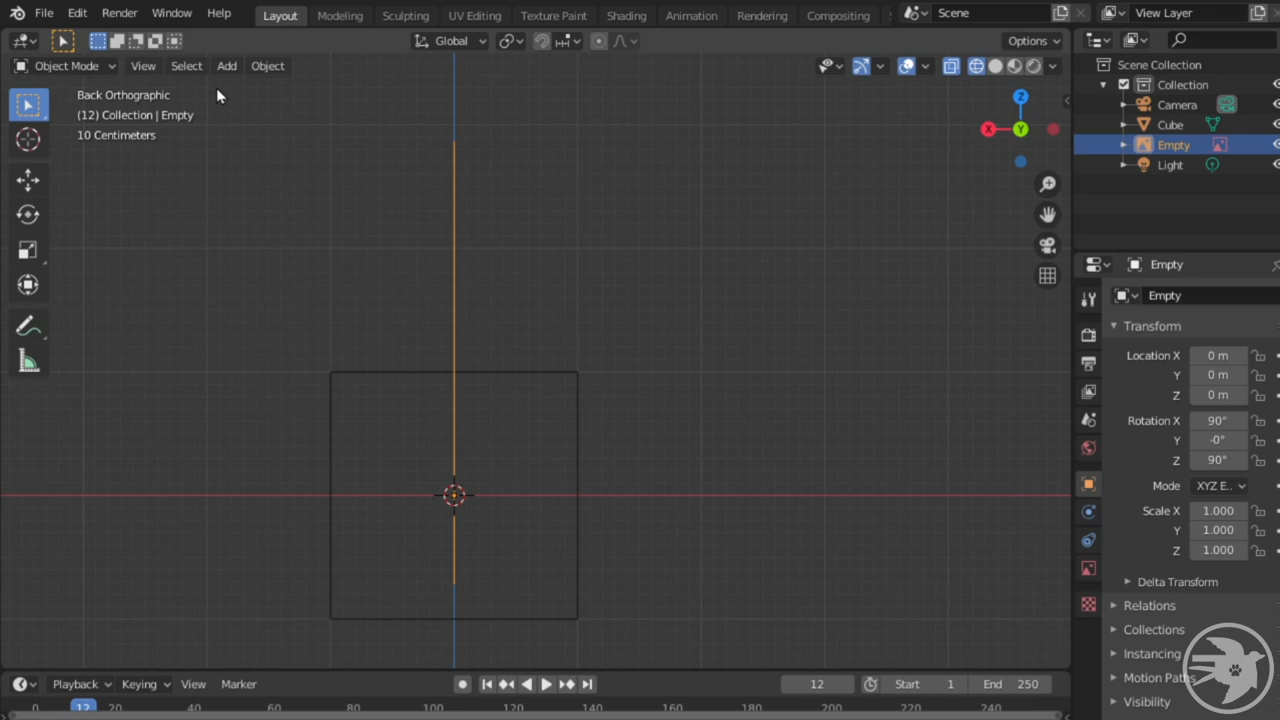 File Edit Render Window Help Layout Modeling Sculpting UV Editing Texture Paint Shading Animation Rendering Compositing Scene View Layer
Global Options
Object Mode View Select Add Object
Back Orthographic
(12) Collection | Empty
10 Centimeters
Z
X Y
Scene Collection
Collection
Camera
Cube
Empty
Light
Empty
Empty
Transform
Location X 0 m
Y 0 m
Z 0 m
Rotation X 90°
Y -0°
Z 90°
Mode XYZ E..
Scale X 1.000
Y 1.000
Z 1.000
Delta Transform
Relations
Collections
Instancing
Motion Paths
Visibility
Playback Keying View Marker 12 Start 1 End 250
0 12 20 40 60 80 100 120 140 160 180 200 220 240